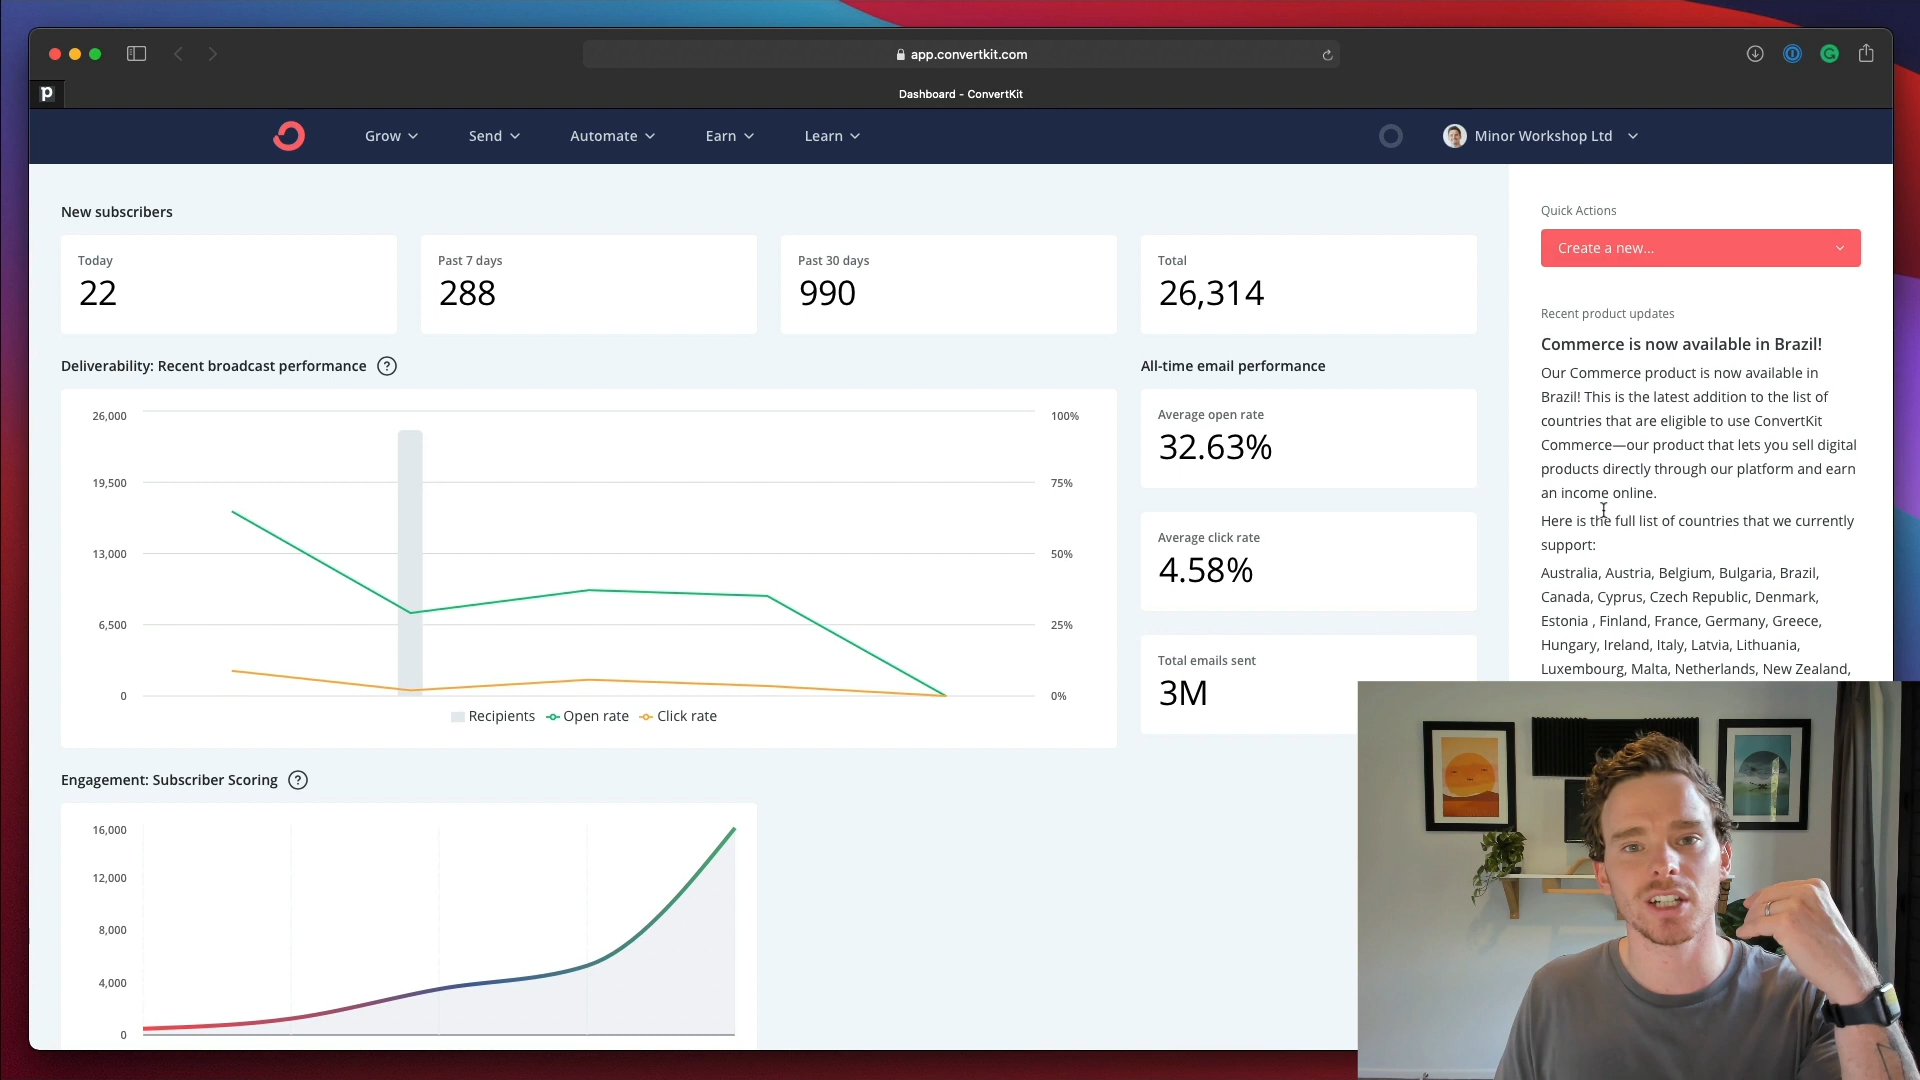 app.convertkit.com
p
Dashboard - ConvertKit
Grow
Send
Automate
Earn
Learn
Minor Workshop Ltd
New subscribers
Today
22
Past 7 days
288
Past 30 days
990
Total
26,314
Quick Actions
Create a new...
Recent product updates
Commerce is now available in Brazil!
Our Commerce product is now available in
Brazil! This is the latest addition to the list of
countries that are eligible to use ConvertKit
Commerce—our product that lets you sell digital
products directly through our platform and earn
an income online.
Here is the full list of countries that we currently
support:
Australia, Austria, Belgium, Bulgaria, Brazil,
Canada, Cyprus, Czech Republic, Denmark,
Estonia , Finland, France, Germany, Greece,
Hungary, Ireland, Italy, Latvia, Lithuania,
Luxembourg, Malta, Netherlands, New Zealand,
Deliverability: Recent broadcast performance ?
26,000
19,500
13,000
6,500
0
100%
75%
50%
25%
0%
Recipients
Open rate
Click rate
All-time email performance
Average open rate
32.63%
Average click rate
4.58%
Total emails sent
3M
Engagement: Subscriber Scoring ?
16,000
12,000
8,000
4,000
0